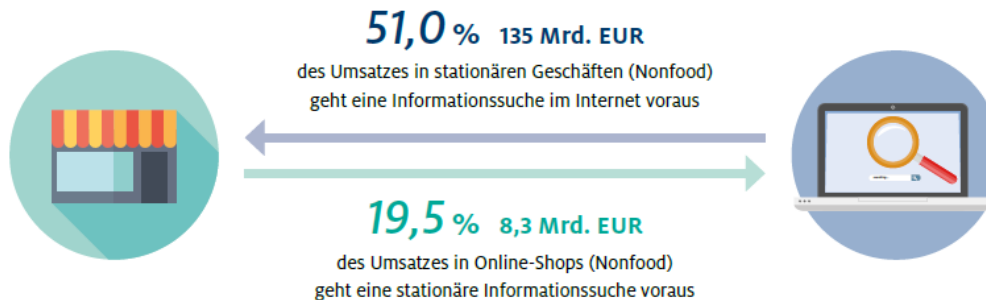 51,0 % 135 Mrd. EUR
des Umsatzes in stationären Geschäften (Nonfood)
geht eine Informationssuche im Internet voraus
19,5 % 8,3 Mrd. EUR
des Umsatzes in Online-Shops (Nonfood)
geht eine stationäre Informationssuche voraus